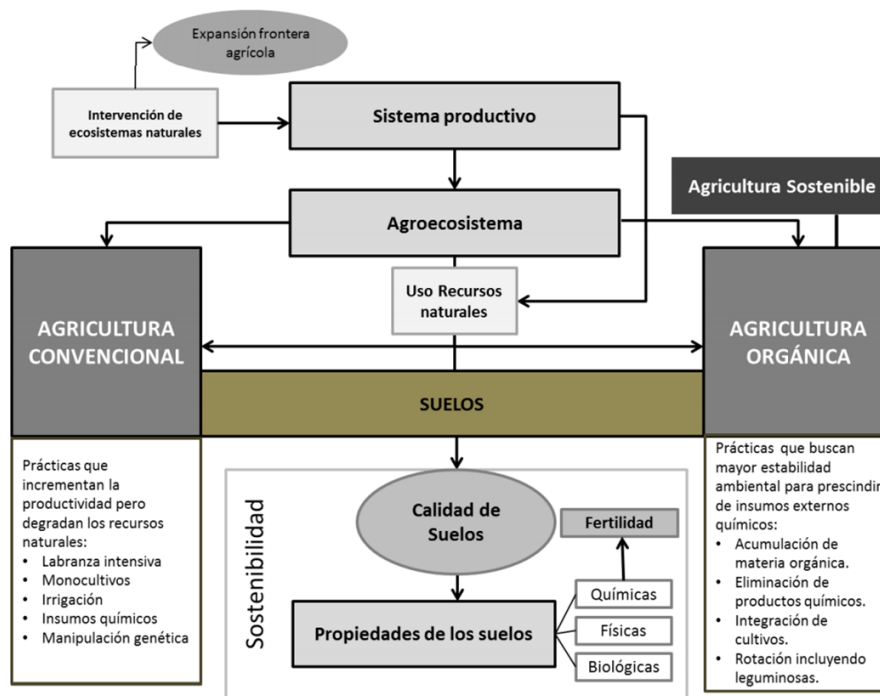 Expansión frontera
agrícola
Intervención de
ecosistemas naturales
Sistema productivo
Agricultura Sostenible
Agroecosistema
Uso Recursos
naturales
AGRICULTURA
CONVENCIONAL
AGRICULTURA
ORGÁNICA
SUELOS
Prácticas que
incrementan la
productividad pero
degradan los recursos
naturales:
• Labranza intensiva
• Monocultivos
• Irrigación
• Insumos químicos
• Manipulación genética
Sostenibilidad
Calidad de
Suelos
Fertilidad
Propiedades de los suelos
Químicas
Físicas
Biológicas
Prácticas que buscan
mayor estabilidad
ambiental para prescindir
de insumos externos
químicos:
• Acumulación de
materia orgánica.
• Eliminación de
productos químicos.
• Integración de
cultivos.
• Rotación incluyendo
leguminosas.